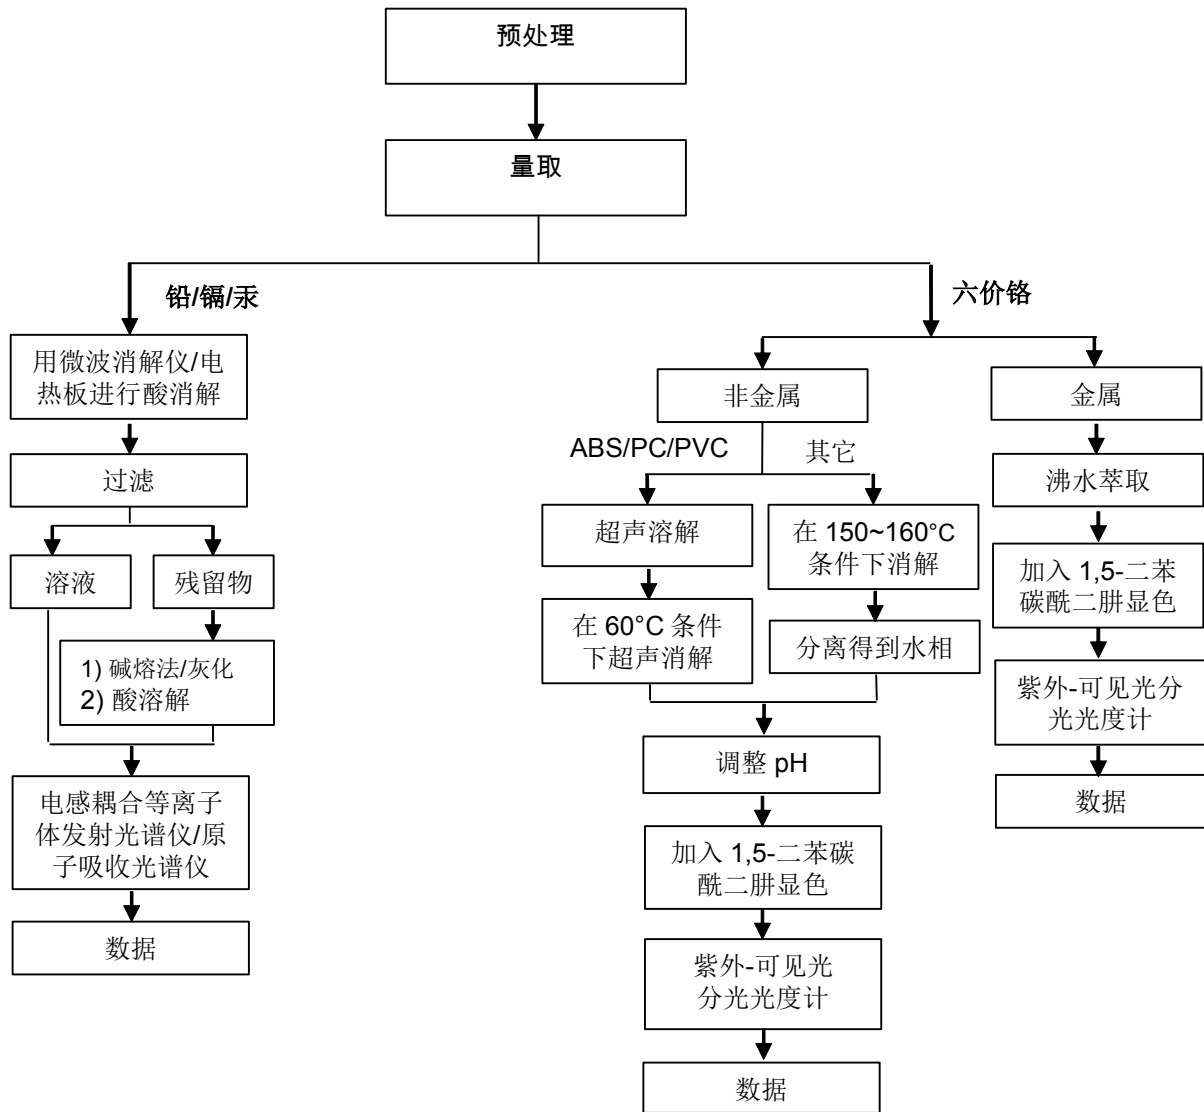 预处理
量取
铅/镉/汞
六价铬
用微波消解仪/电
热板进行酸消解
过滤
溶液
残留物
1) 碱熔法/灰化
2) 酸溶解
电感耦合等离子
体发射光谱仪/原
子吸收光谱仪
数据
非金属
ABS/PC/PVC
其它
超声溶解
在 60°C 条件
下超声消解
在 150~160°C
条件下消解
分离得到水相
调整 pH
加入 1,5-二苯碳
酰二肼显色
紫外-可见光
分光光度计
数据
金属
沸水萃取
加入 1,5-二苯
碳酰二肼显色
紫外-可见光分
光光度计
数据